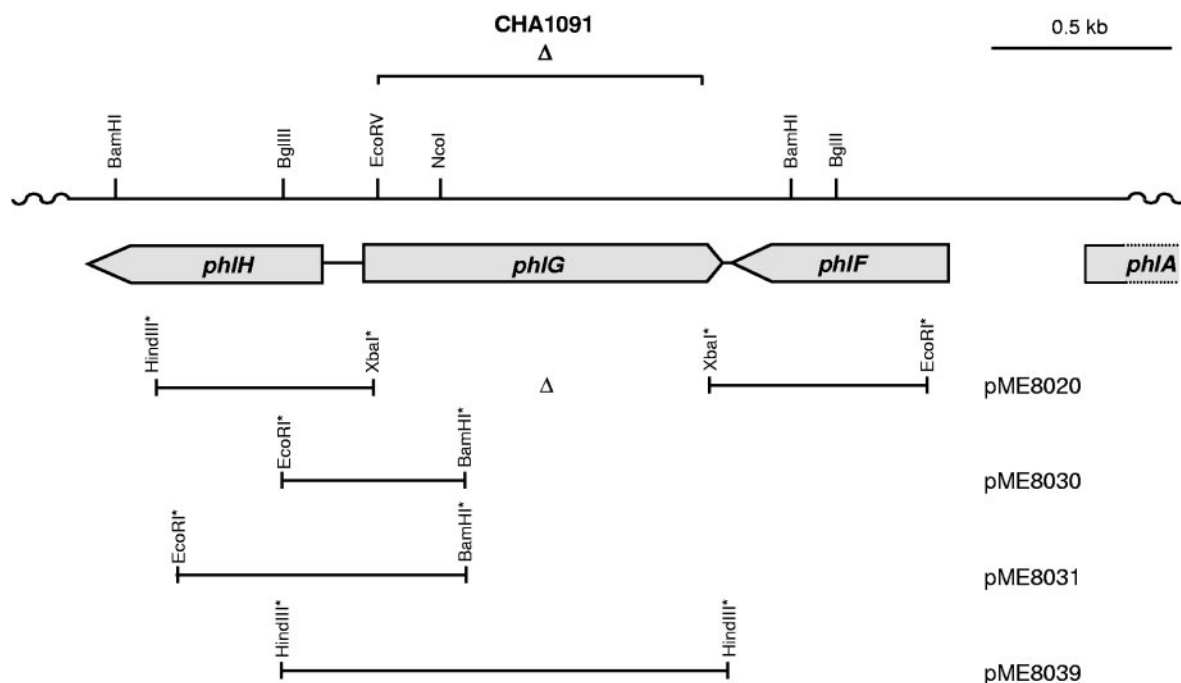 CHA1091
Δ
0.5 kb
BamHI
BglIII
EcoRV
NcoI
BamHI
BglII
phlH
phlG
phlF
phlA
HindIII*
XbaI*
Δ
XbaI*
EcoRI*
pME8020
EcoRI*
BamHI*
pME8030
EcoRI*
BamHI*
pME8031
HindIII*
HindIII*
pME8039